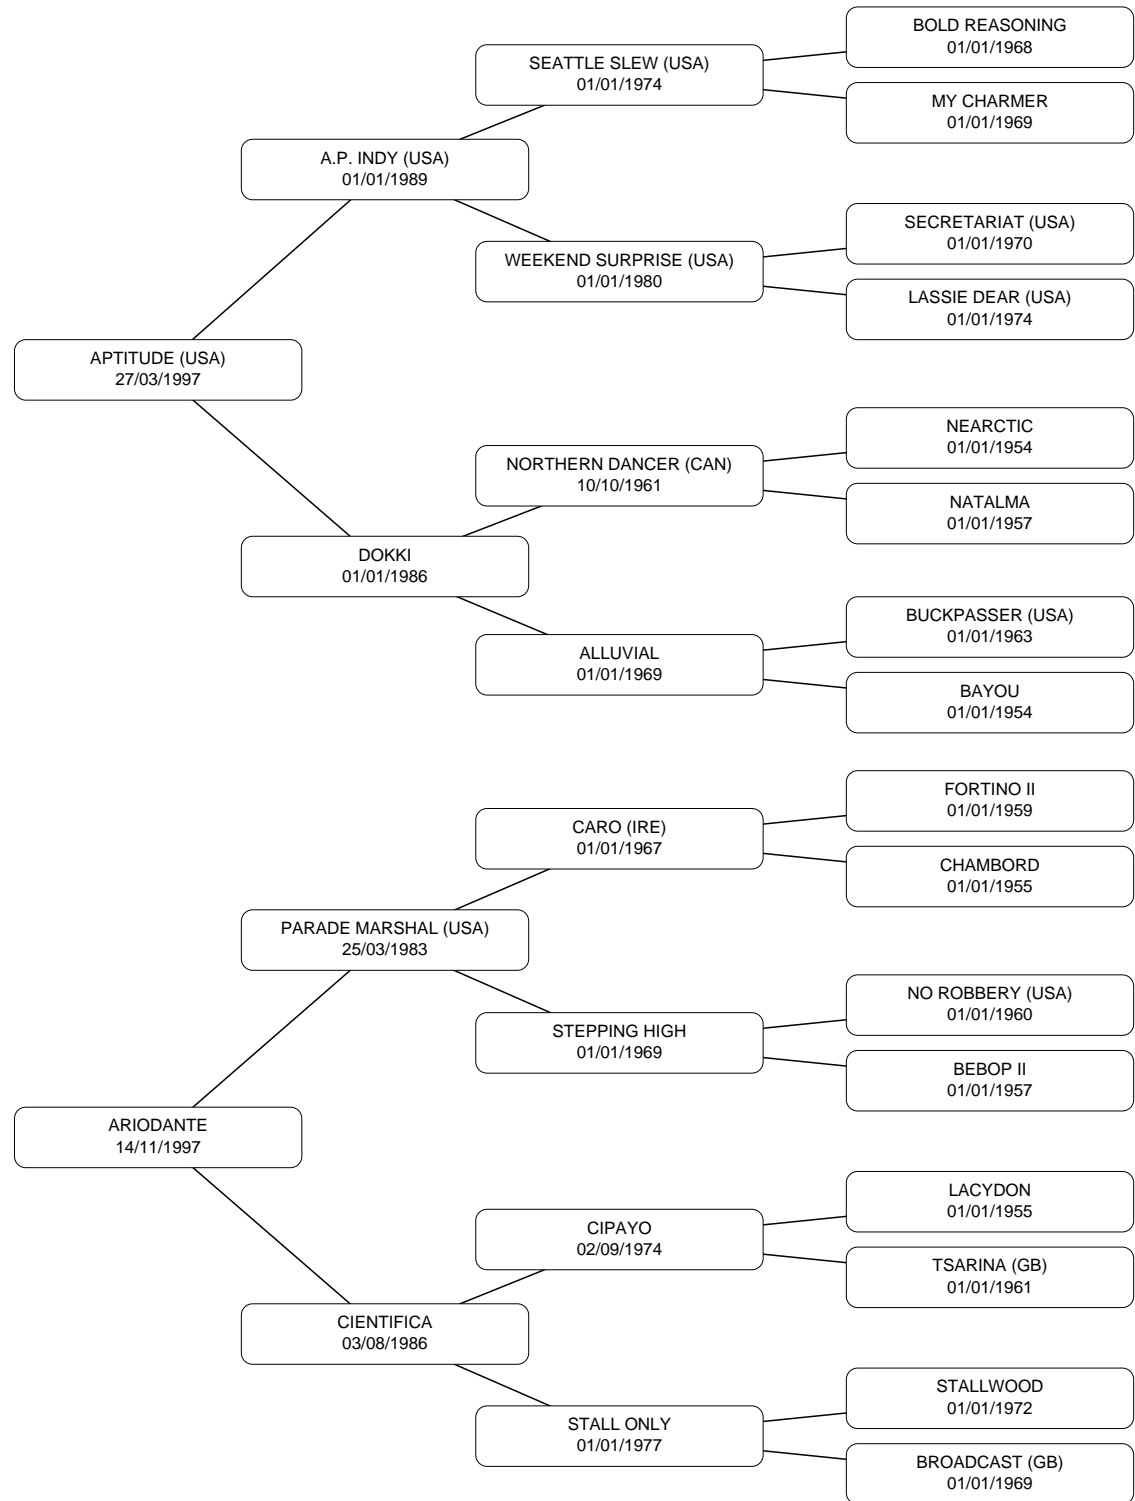 BOLD REASONING
01/01/1968
SEATTLE SLEW (USA)
01/01/1974
MY CHARMER
01/01/1969
A.P. INDY (USA)
01/01/1989
SECRETARIAT (USA)
01/01/1970
WEEKEND SURPRISE (USA)
01/01/1980
LASSIE DEAR (USA)
01/01/1974
APTITUDE (USA)
27/03/1997
NEARCTIC
01/01/1954
NORTHERN DANCER (CAN)
10/10/1961
NATALMA
01/01/1957
DOKKI
01/01/1986
BUCKPASSER (USA)
01/01/1963
ALLUVIAL
01/01/1969
BAYOU
01/01/1954
FORTINO II
01/01/1959
CARO (IRE)
01/01/1967
CHAMBORD
01/01/1955
PARADE MARSHAL (USA)
25/03/1983
NO ROBBERY (USA)
01/01/1960
STEPPING HIGH
01/01/1969
BEBOP II
01/01/1957
ARIODANTE
14/11/1997
LACYDON
01/01/1955
CIPAYO
02/09/1974
TSARINA (GB)
01/01/1961
CIENTIFICA
03/08/1986
STALLWOOD
01/01/1972
STALL ONLY
01/01/1977
BROADCAST (GB)
01/01/1969